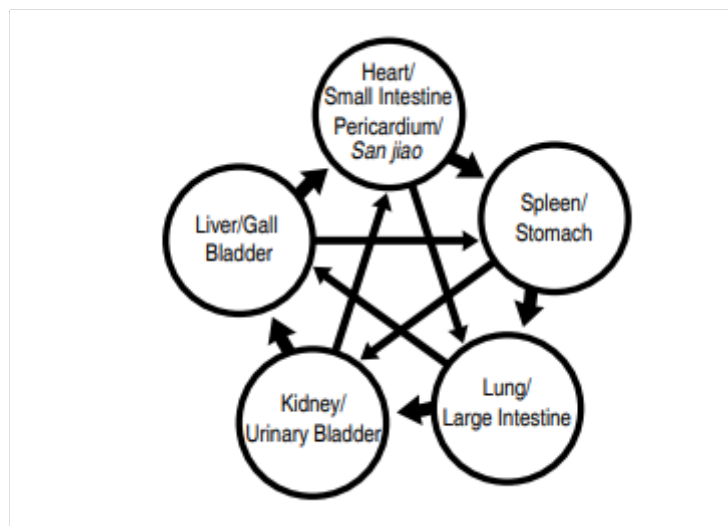 Heart/
Small Intestine
Pericardium/
San jiao
Spleen/
Stomach
Liver/Gall
Bladder
Lung/
Large Intestine
Kidney/
Urinary Bladder